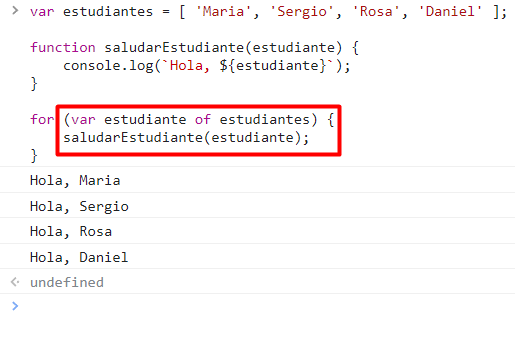 > var estudiantes = [ 'Maria', 'Sergio', 'Rosa', 'Daniel' ];
function saludarEstudiante(estudiante) {
console.log(`Hola, ${estudiante}`);
}
for (var estudiante of estudiantes) {
saludarEstudiante(estudiante);
}
Hola, Maria
Hola, Sergio
Hola, Rosa
Hola, Daniel
undefined
>